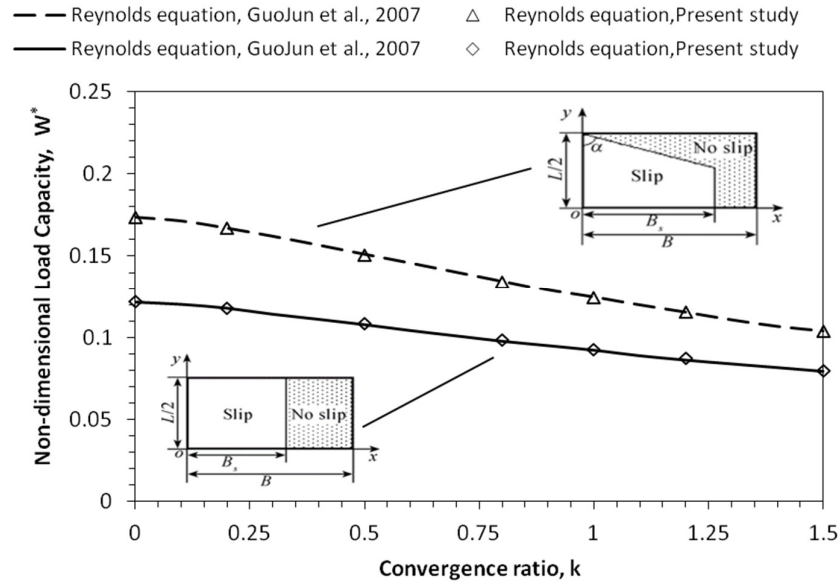 Reynolds equation, GuoJun et al., 2007 Reynolds equation,Present study
Reynolds equation, GuoJun et al., 2007 Reynolds equation,Present study
Non-dimensional Load Capacity, W*
0.25
0.2
0.15
0.1
0.05
0
y
α
No slip
Slip
L/2
o
x
Bs
B
y
Slip
No slip
L/2
o
x
Bs
B
0 0.25 0.5 0.75 1 1.25 1.5
Convergence ratio, k